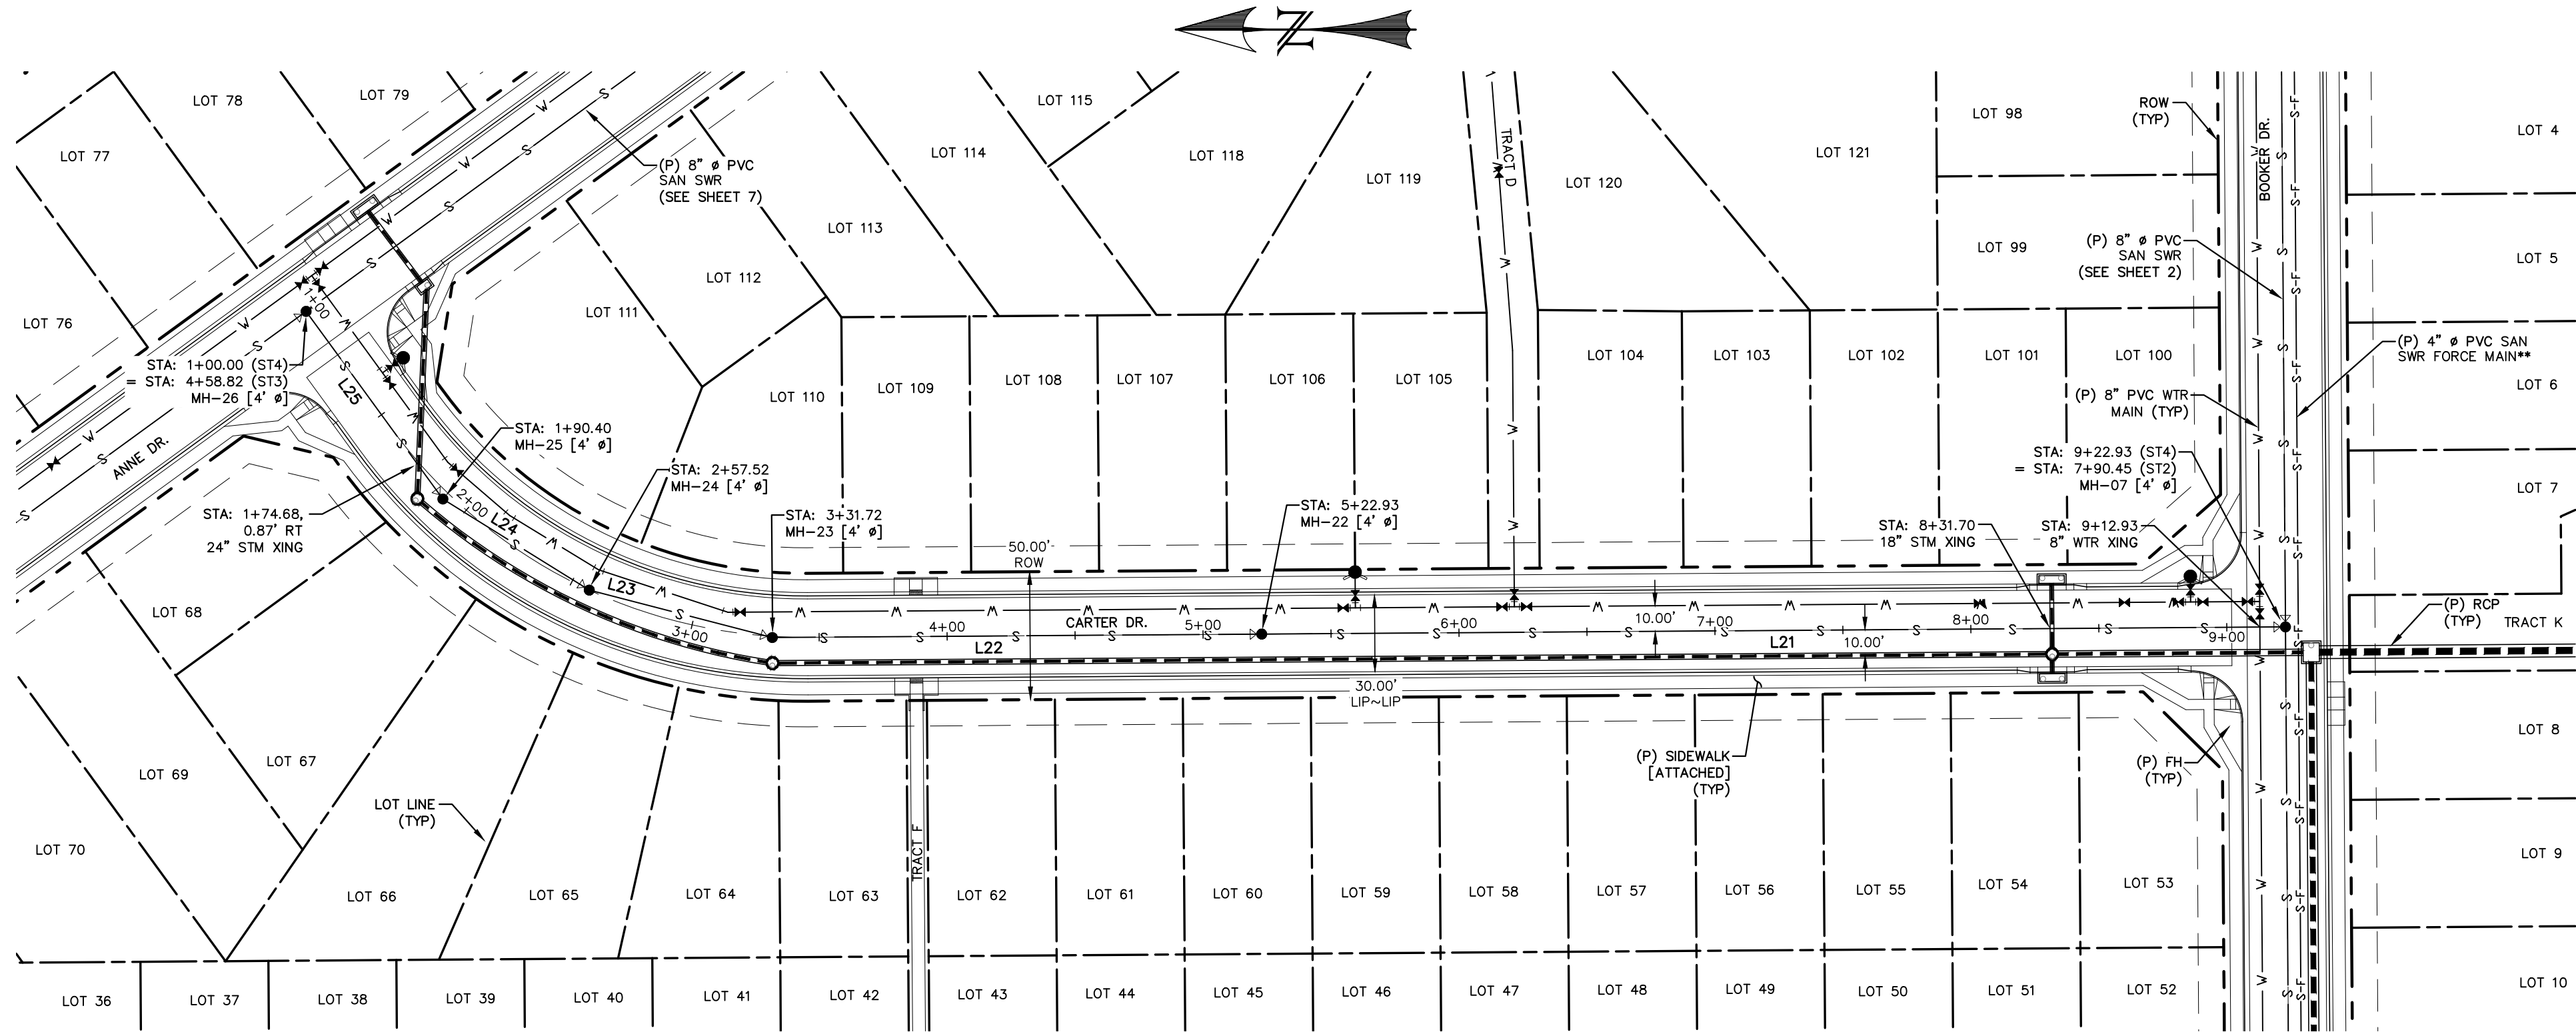 N
LOT 78
LOT 79
LOT 77
LOT 76
(P) 8" ø PVC
SAN SWR
(SEE SHEET 7)
LOT 115
LOT 114
LOT 118
LOT 113
LOT 112
LOT 111
LOT 119
TRACT D
LOT 120
LOT 121
LOT 98
LOT 99
ROW
(TYP)
BOOKER DR.
(P) 8" ø PVC
SAN SWR
(SEE SHEET 2)
LOT 4
LOT 5
(P) 4" ø PVC SAN
SWR FORCE MAIN**
LOT 6
LOT 7
(P) 8" PVC WTR
MAIN (TYP)
STA: 1+00.00 (ST4)
= STA: 4+58.82 (ST3)
MH-26 [4' ø]
1+00
L25
ANNE DR.
STA: 1+90.40
MH-25 [4' ø]
STA: 2+57.52
MH-24 [4' ø]
2+00
L24
STA: 1+74.68,
0.87' RT
24" STM XING
L23
STA: 3+31.72
MH-23 [4' ø]
3+00
LOT 110
LOT 109
LOT 108
LOT 107
LOT 106
LOT 105
LOT 104
LOT 103
LOT 102
LOT 101
LOT 100
50.00'
ROW
STA: 5+22.93
MH-22 [4' ø]
STA: 8+31.70
18" STM XING
STA: 9+12.93
8" WTR XING
STA: 9+22.93 (ST4)
= STA: 7+90.45 (ST2)
MH-07 [4' ø]
4+00
CARTER DR.
5+00
6+00
10.00'
7+00
8+00
9+00
L22
L21
10.00'
30.00'
LIP~LIP
(P) RCP
(TYP)
TRACT K
(P) SIDEWALK
[ATTACHED]
(TYP)
(P) FH
(TYP)
LOT 8
LOT 9
LOT 10
LOT 68
LOT 67
LOT 69
LOT 70
LOT LINE
(TYP)
LOT 66
LOT 65
LOT 64
LOT 63
TRACT F
LOT 62
LOT 61
LOT 60
LOT 59
LOT 58
LOT 57
LOT 56
LOT 55
LOT 54
LOT 53
LOT 36
LOT 37
LOT 38
LOT 39
LOT 40
LOT 41
LOT 42
LOT 43
LOT 44
LOT 45
LOT 46
LOT 47
LOT 48
LOT 49
LOT 50
LOT 51
LOT 52
W
S
S-F